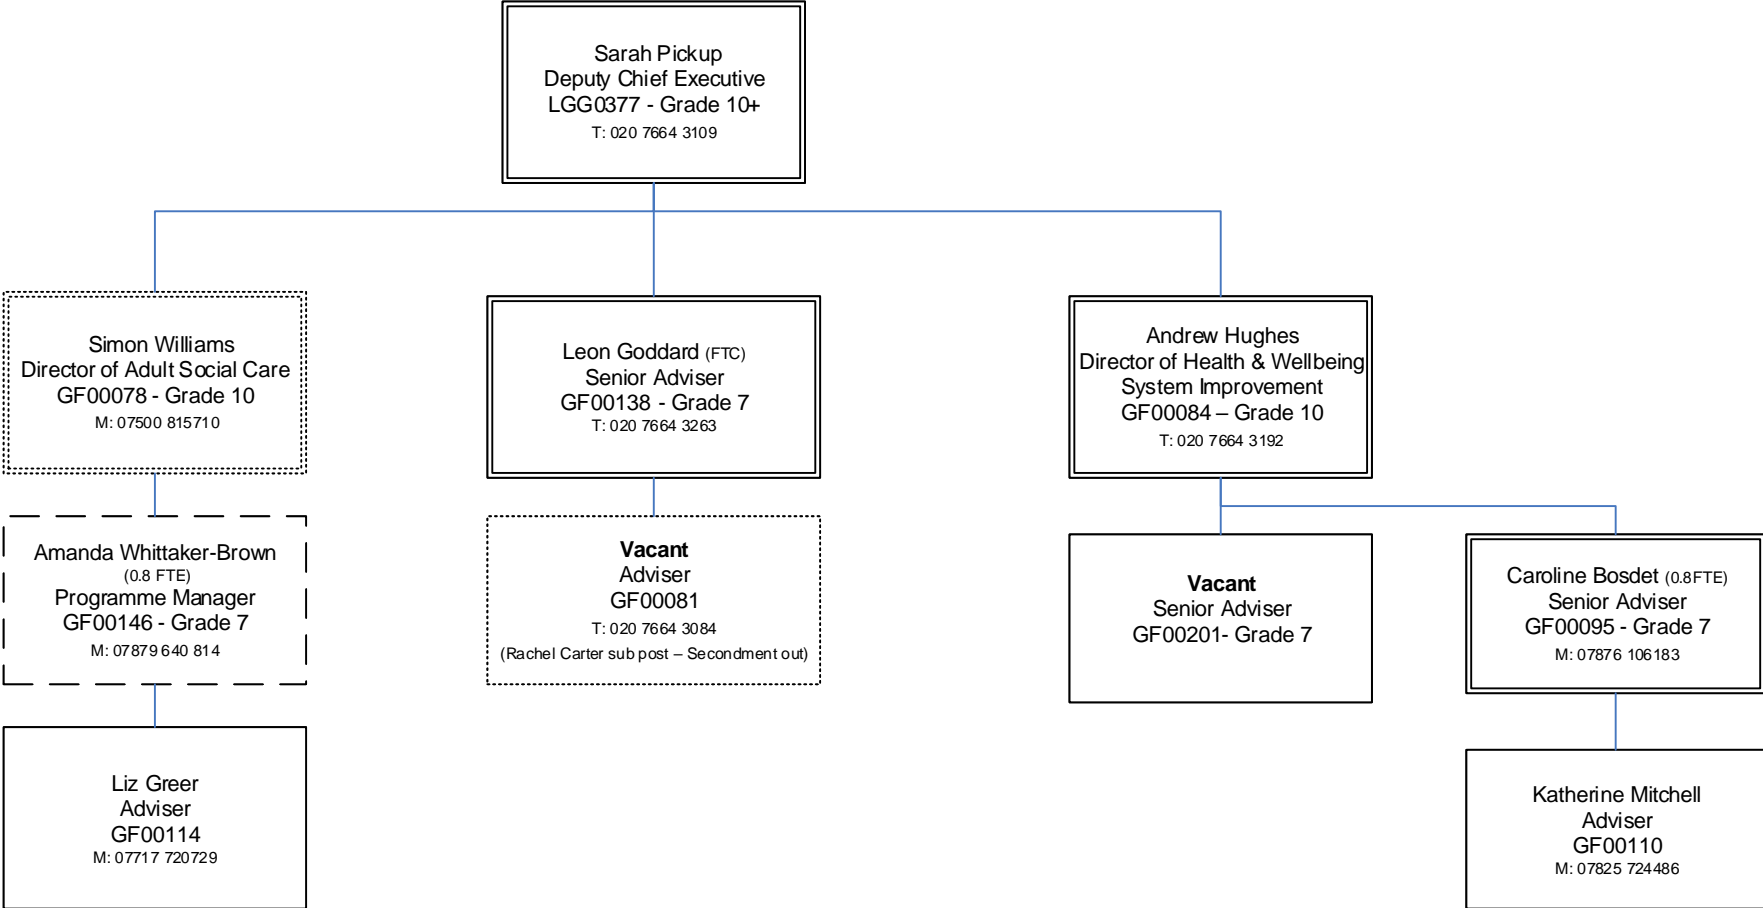 Sarah Pickup
Deputy Chief Executive
LGG0377 - Grade 10+
T: 020 7664 3109
Simon Williams
Director of Adult Social Care
GF00078 - Grade 10
M: 07500 815710
Leon Goddard (FTC)
Senior Adviser
GF00138 - Grade 7
T: 020 7664 3263
Andrew Hughes
Director of Health & Wellbeing
System Improvement
GF00084 – Grade 10
T: 020 7664 3192
Amanda Whittaker-Brown
(0.8 FTE)
Programme Manager
GF00146 - Grade 7
M: 07879 640 814
Vacant
Adviser
GF00081
T: 020 7664 3084
(Rachel Carter sub post – Secondment out)
Vacant
Senior Adviser
GF00201- Grade 7
Caroline Bosdet (0.8FTE)
Senior Adviser
GF00095 - Grade 7
M: 07876 106183
Liz Greer
Adviser
GF00114
M: 07717 720729
Katherine Mitchell
Adviser
GF00110
M: 07825 724486